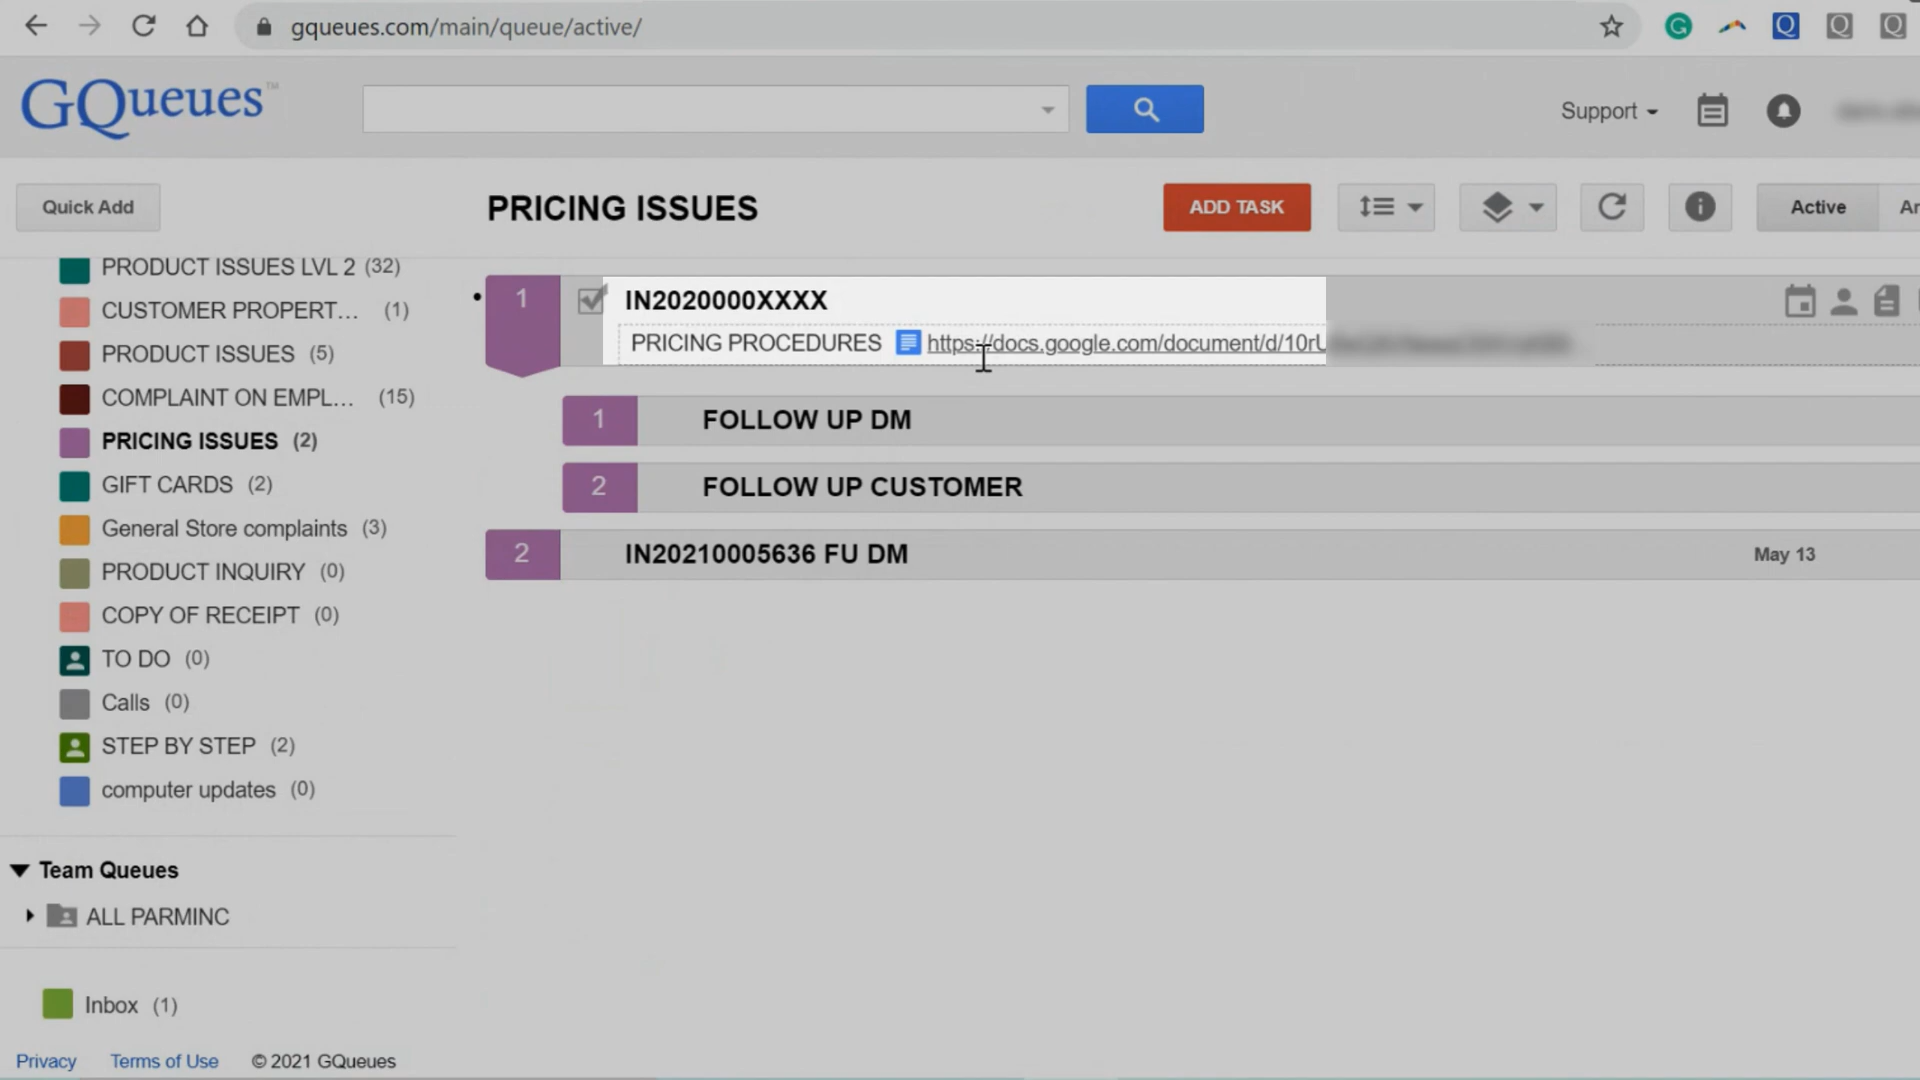 gqueues.com/main/queue/active/
GQueues™
Support
Quick Add
PRICING ISSUES
ADD TASK
Active
PRODUCT ISSUES LVL 2 (32)
CUSTOMER PROPERT... (1)
PRODUCT ISSUES (5)
COMPLAINT ON EMPL... (15)
PRICING ISSUES (2)
GIFT CARDS (2)
General Store complaints (3)
PRODUCT INQUIRY (0)
COPY OF RECEIPT (0)
TO DO (0)
Calls (0)
STEP BY STEP (2)
computer updates (0)
Team Queues
ALL PARMINC
Inbox (1)
Privacy Terms of Use © 2021 GQueues
1 IN2020000XXXX
PRICING PROCEDURES https://docs.google.com/document/d/10rU
1 FOLLOW UP DM
2 FOLLOW UP CUSTOMER
2 IN20210005636 FU DM May 13